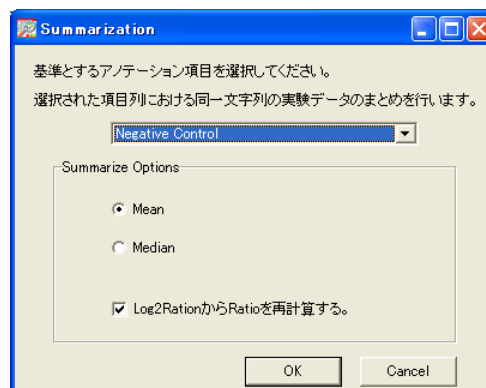 Summarization
基準とするアノテーション項目を選択してください。
選択された項目列における同一文字列の実験データのまとめを行います。
Negative Control
Summarize Options
Mean
Median
Log2RationからRatioを再計算する。
OK
Cancel